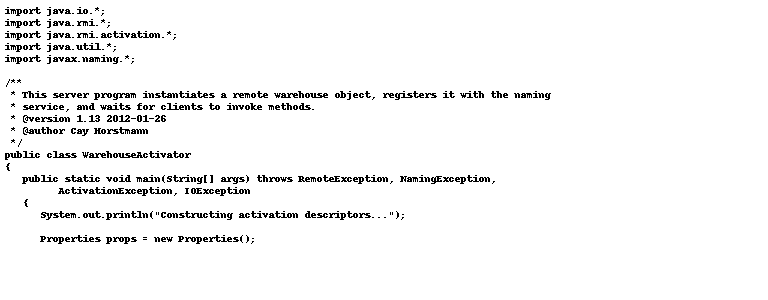 import java.io.*;
import java.rmi.*;
import java.rmi.activation.*;
import java.util.*;
import javax.naming.*;
/**
 * This server program instantiates a remote warehouse object, registers it with the naming
 * service, and waits for clients to invoke methods.
 * @version 1.13 2012-01-26
 * @author Cay Horstmann
 */
public class WarehouseActivator
{
   public static void main(String[] args) throws RemoteException, NamingException,
         ActivationException, IOException
   {
      System.out.println("Constructing activation descriptors...");
      Properties props = new Properties();